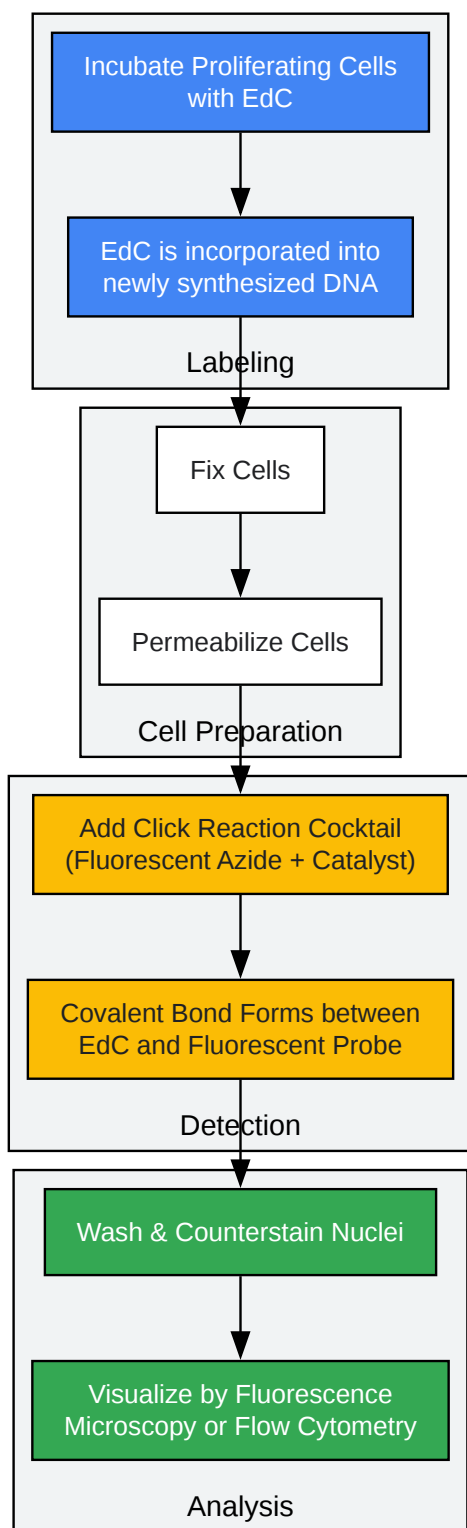 Incubate Proliferating Cells
with EdC
EdC is incorporated into
newly synthesized DNA
Labeling
Fix Cells
Permeabilize Cells
Cell Preparation
Add Click Reaction Cocktail
(Fluorescent Azide + Catalyst)
Covalent Bond Forms between
EdC and Fluorescent Probe
Detection
Wash & Counterstain Nuclei
Visualize by Fluorescence
Microscopy or Flow Cytometry
Analysis